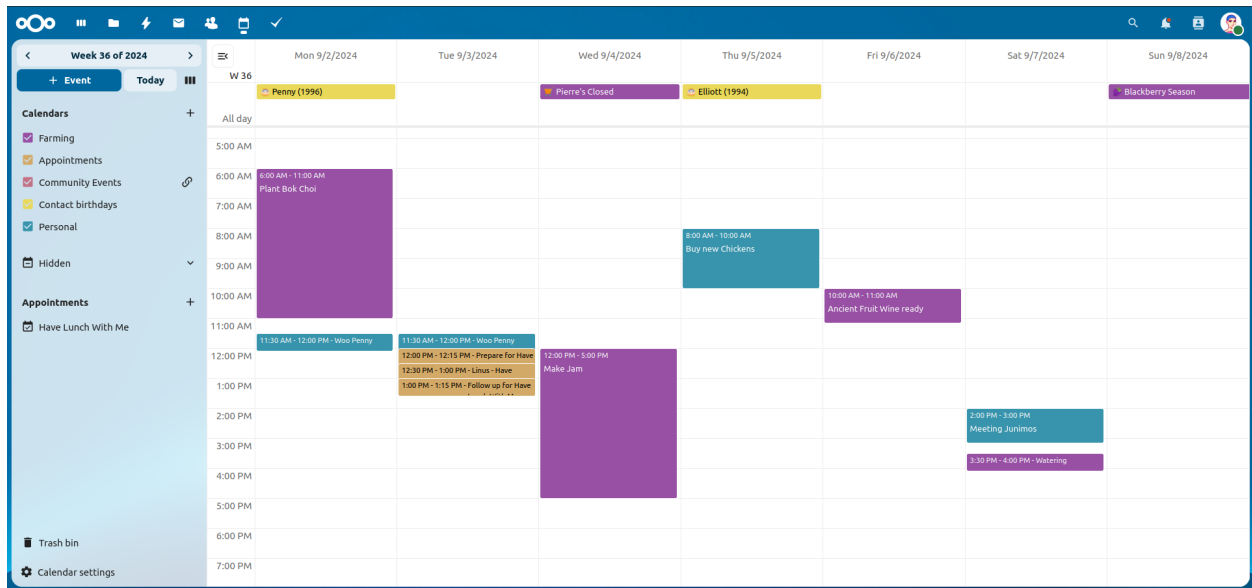 Week 36 of 2024
+ Event
Today
Calendars
Farming
Appointments
Community Events
Contact birthdays
Personal
Hidden
Appointments
Have Lunch With Me
Trash bin
Calendar settings
Mon 9/2/2024
Tue 9/3/2024
Wed 9/4/2024
Thu 9/5/2024
Fri 9/6/2024
Sat 9/7/2024
Sun 9/8/2024
W 36
All day
Penny (1996)
Pierre's Closed
Elliott (1994)
Blackberry Season
5:00 AM
6:00 AM
7:00 AM
8:00 AM
9:00 AM
10:00 AM
11:00 AM
12:00 PM
1:00 PM
2:00 PM
3:00 PM
4:00 PM
5:00 PM
6:00 PM
7:00 PM
6:00 AM - 11:00 AM
Plant Bok Choi
11:30 AM - 12:00 PM - Woo Penny
11:30 AM - 12:00 PM - Woo Penny
12:00 PM - 12:15 PM - Prepare for Have
12:30 PM - 1:00 PM - Linus - Have
1:00 PM - 1:15 PM - Follow up for Have
12:00 PM - 5:00 PM
Make Jam
8:00 AM - 10:00 AM
Buy new Chickens
10:00 AM - 11:00 AM
Ancient Fruit Wine ready
2:00 PM - 3:00 PM
Meeting Junimos
3:30 PM - 4:00 PM - Watering